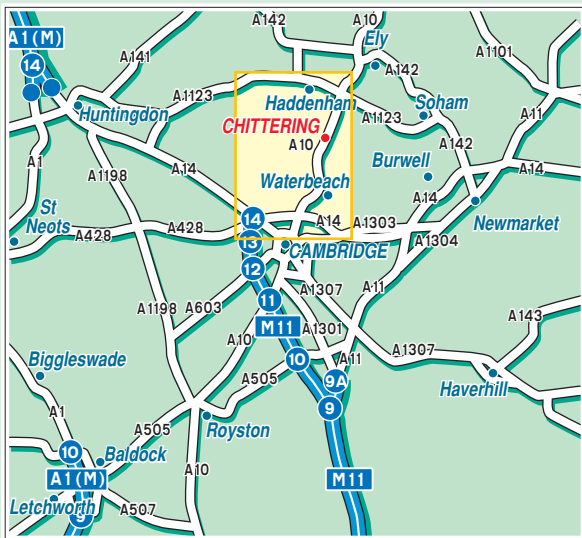 A142
A10
A1(M)
Ely
A141
A1101
14
A142
A1123
Haddenham
Soham
A11
Huntingdon
A1123
CHITTERING
A10
A142
A1
A14
Burwell
A14
A1198
Waterbeach
A14
St
Neots
14
A14
A1303
Newmarket
A428
A428
13
CAMBRIDGE
A1304
12
A1307
A11
11
A1198
A603
M11
A1301
A143
A10
10
A11
A1307
Biggleswade
A505
9A
Haverhill
9
A1
Royston
A505
10
Baldock
A10
A1(M)
M11
Letchworth
A507
9